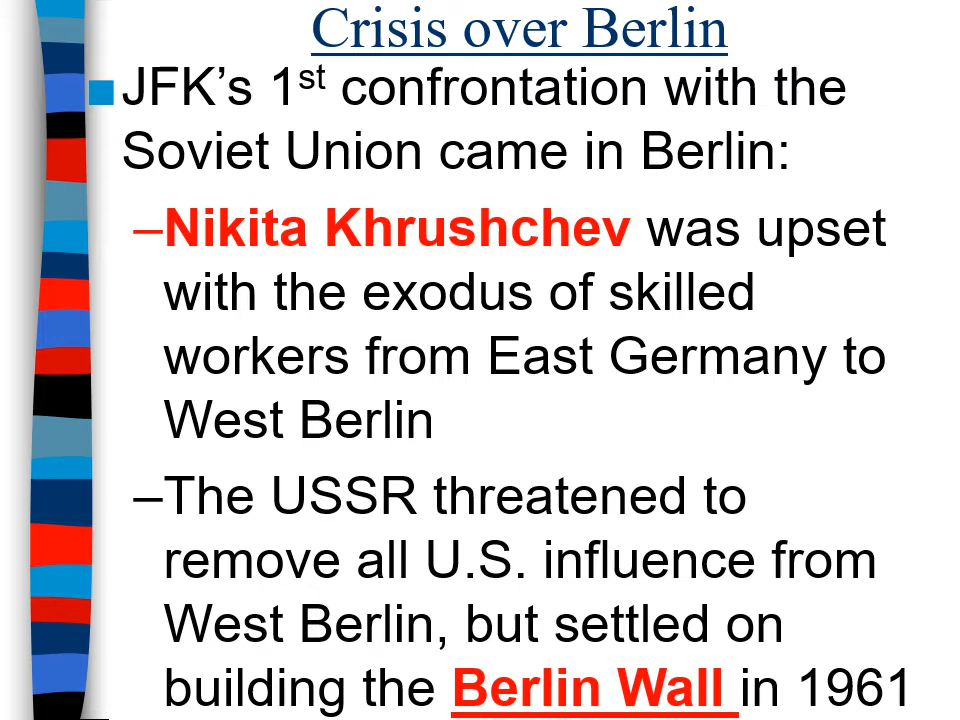 Crisis over Berlin
■JFK’s 1st confrontation with the
Soviet Union came in Berlin:
–Nikita Khrushchev was upset
with the exodus of skilled
workers from East Germany to
West Berlin
–The USSR threatened to
remove all U.S. influence from
West Berlin, but settled on
building the Berlin Wall in 1961